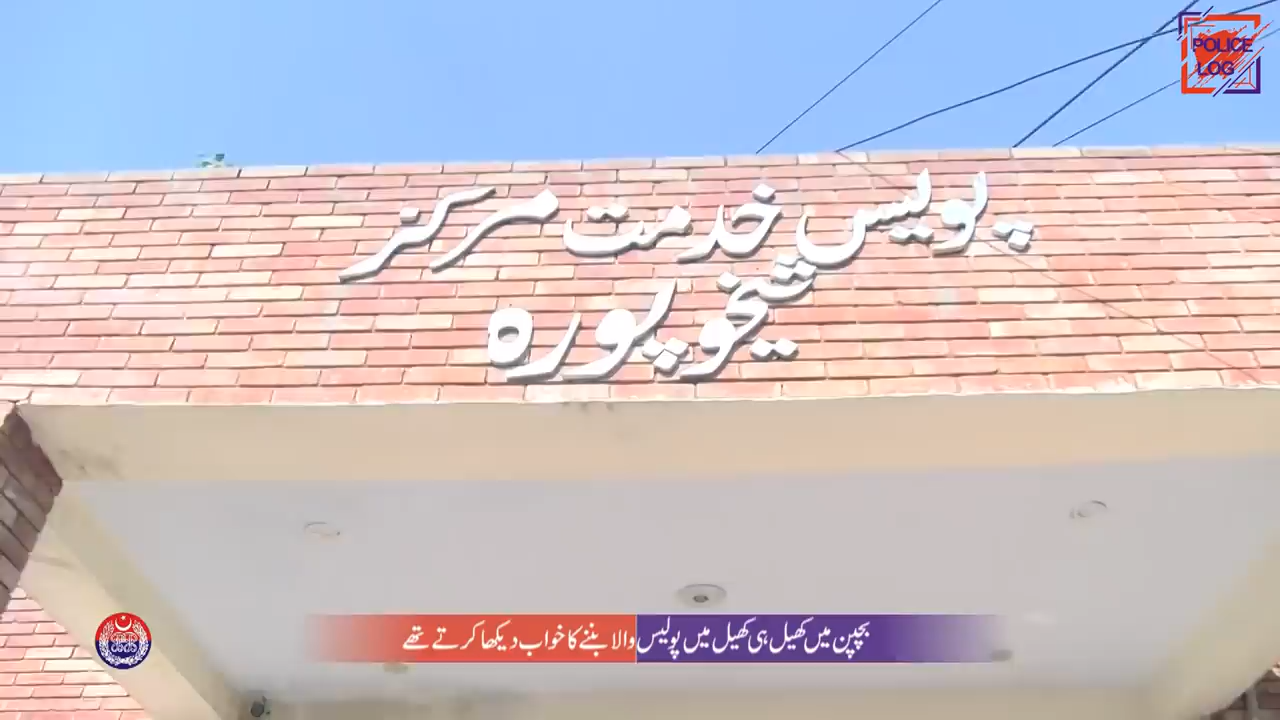 POLICE
LOG
پولیس خدمت مرکز
شیخوپورہ
بچپن میں کھیل ہی کھیل میں پولیس والا بننے کا خواب دیکھا کرتے تھے